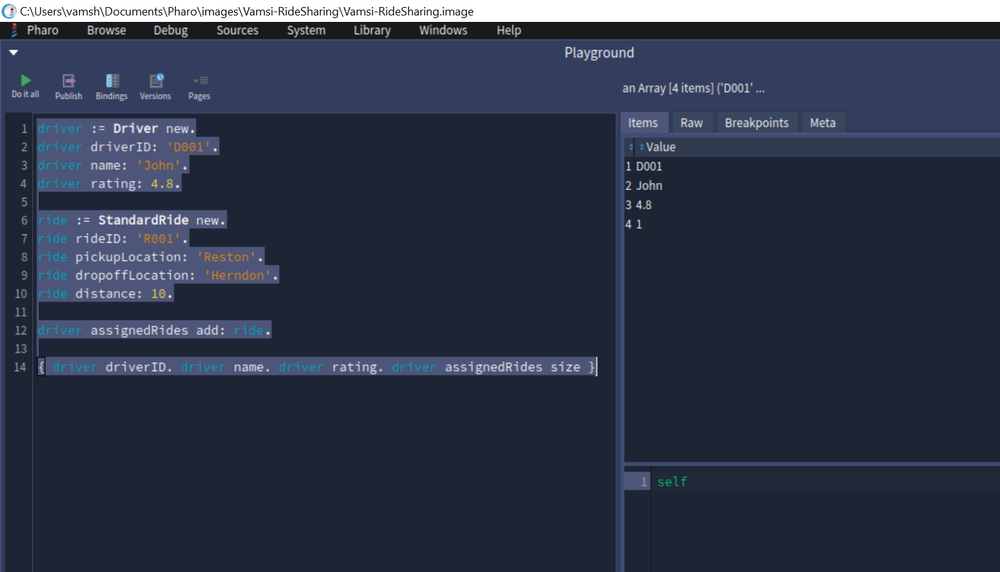 C:\Users\vamsh\Documents\Pharo\images\Vamsi-RideSharing\Vamsi-RideSharing.image
Pharo Browse Debug Sources System Library Windows Help
Playground
Do it all Publish Bindings Versions Pages
an Array [4 items] ('D001' ...
Items Raw Breakpoints Meta
1 driver := Driver new.
2 driver driverID: 'D001'.
3 driver name: 'John'.
4 driver rating: 4.8.
5
6 ride := StandardRide new.
7 ride rideID: 'R001'.
8 ride pickupLocation: 'Reston'.
9 ride dropoffLocation: 'Herndon'.
10 ride distance: 10.
11
12 driver assignedRides add: ride.
13
14 { driver driverID. driver name. driver rating. driver assignedRides size }
Value
1 D001
2 John
3 4.8
4 1
1 self